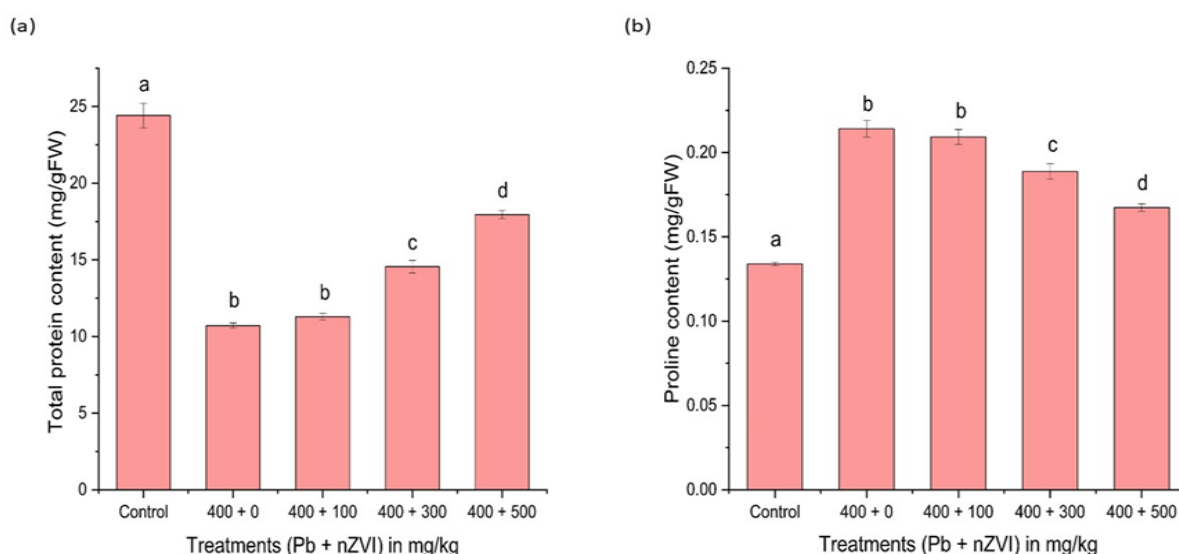 (a)
Total protein content (mg/gFW)
25
20
15
10
5
0
a
b
b
c
d
Control
400 + 0
400 + 100
400 + 300
400 + 500
Treatments (Pb + nZVI) in mg/kg
(b)
Proline content (mg/gFW)
0.25
0.20
0.15
0.10
0.05
0.00
a
b
b
c
d
Control
400 + 0
400 + 100
400 + 300
400 + 500
Treatments (Pb + nZVI) in mg/kg